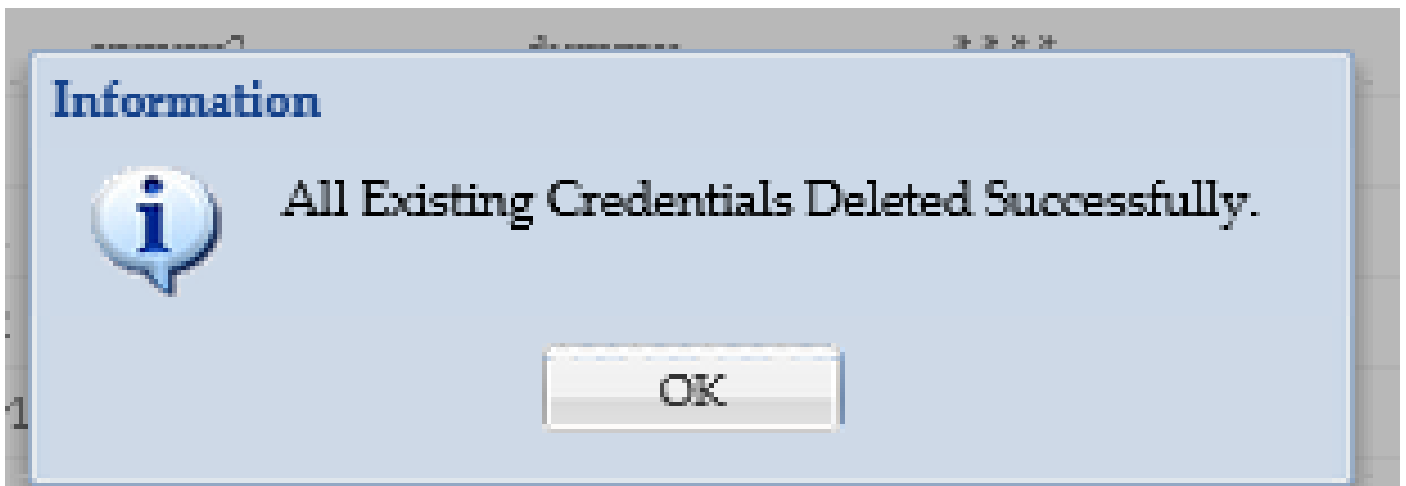 ****
Information
All Existing Credentials Deleted Successfully.
OK